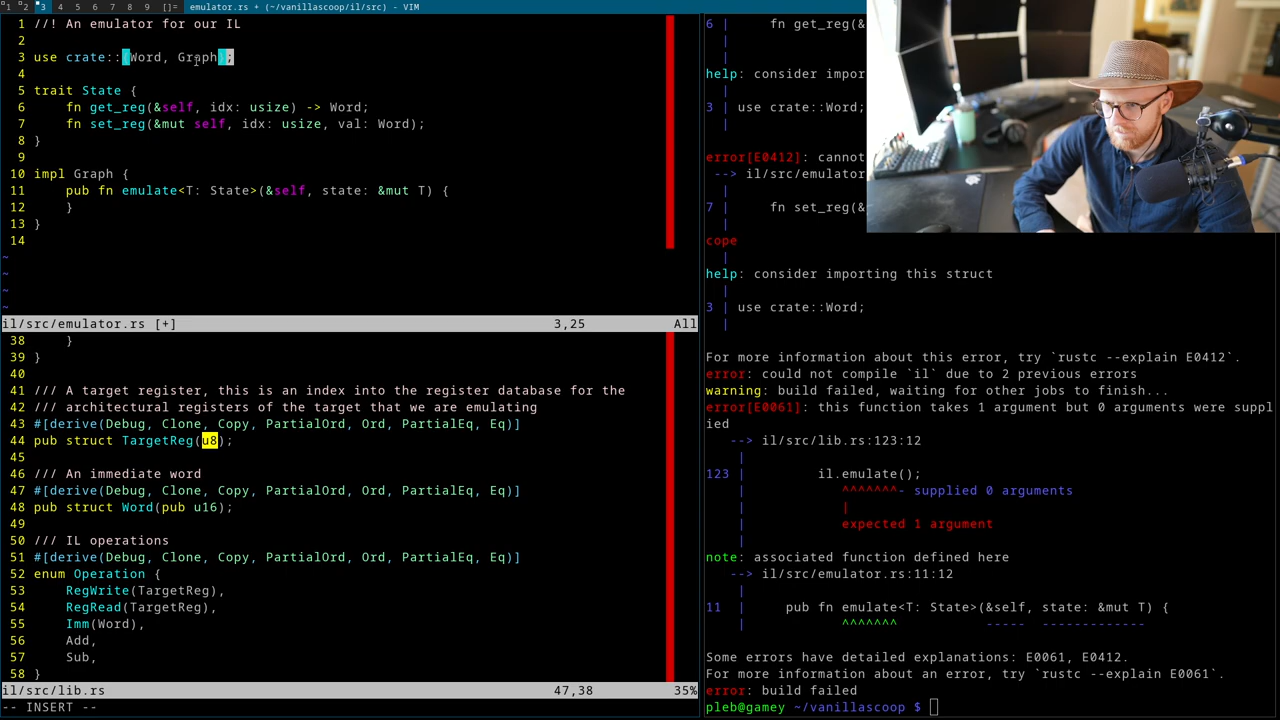 1 2 3 4 5 6 7 8 9 []= emulator.rs + (~/vanillascoop/il/src) - VIM
1 //! An emulator for our IL
2
3 use crate::{Word, Graph};
4
5 trait State {
6     fn get_reg(&self, idx: usize) -> Word;
7     fn set_reg(&mut self, idx: usize, val: Word);
8 }
9
10 impl Graph {
11     pub fn emulate<T: State>(&self, state: &mut T) {
12     }
13 }
14
~
~
~
~
il/src/emulator.rs [+] 3,25 All
38     }
39 }
40
41 /// A target register, this is an index into the register database for the
42 /// architectural registers of the target that we are emulating
43 #[derive(Debug, Clone, Copy, PartialOrd, Ord, PartialEq, Eq)]
44 pub struct TargetReg(u8);
45
46 /// An immediate word
47 #[derive(Debug, Clone, Copy, PartialOrd, Ord, PartialEq, Eq)]
48 pub struct Word(pub u16);
49
50 /// IL operations
51 #[derive(Debug, Clone, Copy, PartialOrd, Ord, PartialEq, Eq)]
52 enum Operation {
53     RegWrite(TargetReg),
54     RegRead(TargetReg),
55     Imm(Word),
56     Add,
57     Sub,
58 }
il/src/lib.rs 47,38 35%
-- INSERT --
6 |     fn get_reg(&
|
|
help: consider impor
|
3 | use crate::Word;
|
error[E0412]: cannot
--> il/src/emulator
|
7 |     fn set_reg(&
|
cope
|
help: consider importing this struct
|
3 | use crate::Word;
|
For more information about this error, try `rustc --explain E0412`.
error: could not compile `il` due to 2 previous errors
warning: build failed, waiting for other jobs to finish...
error[E0061]: this function takes 1 argument but 0 arguments were suppl
ied
--> il/src/lib.rs:123:12
|
123 |         il.emulate();
|            ^^^^^^^- supplied 0 arguments
|            |
|            expected 1 argument
|
note: associated function defined here
--> il/src/emulator.rs:11:12
|
11 |     pub fn emulate<T: State>(&self, state: &mut T) {
|            ^^^^^^^           -----  -------------
Some errors have detailed explanations: E0061, E0412.
For more information about an error, try `rustc --explain E0061`.
error: build failed
pleb@gamey ~/vanillascoop $